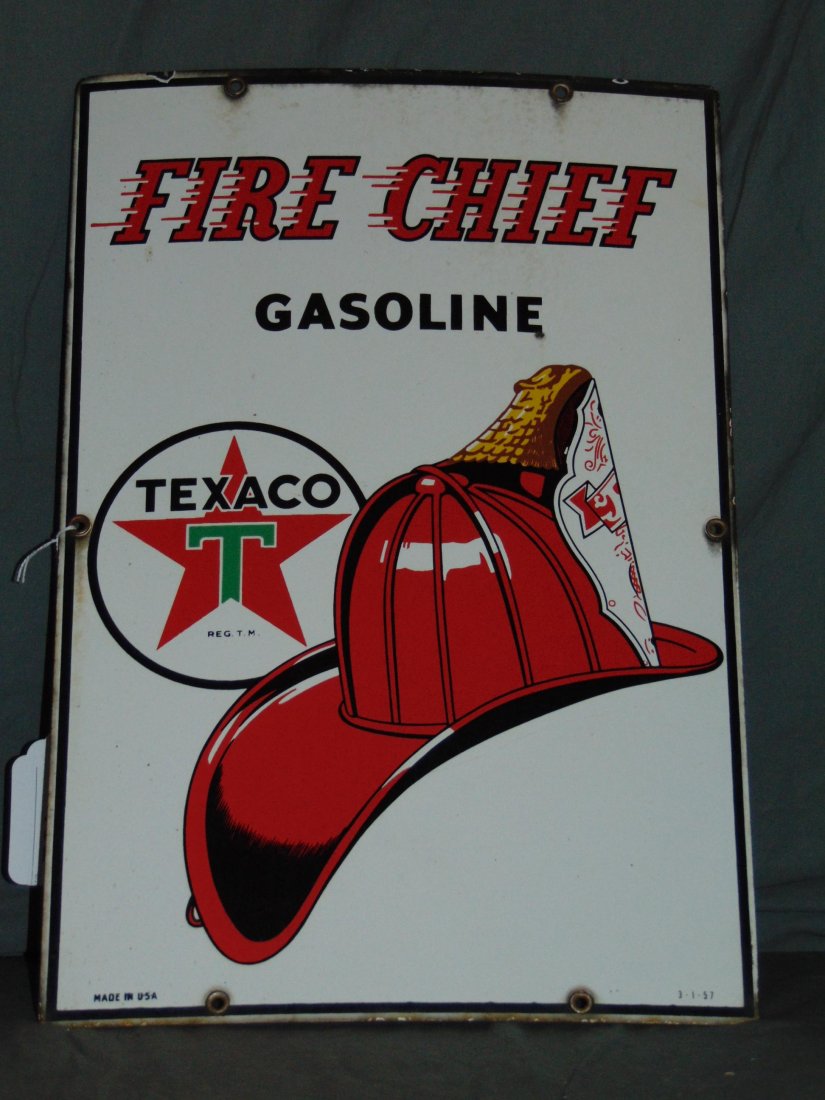 FIRE CHIEF
GASOLINE
TEXACO
T
REG. T.M.
MADE IN USA
3-1-57